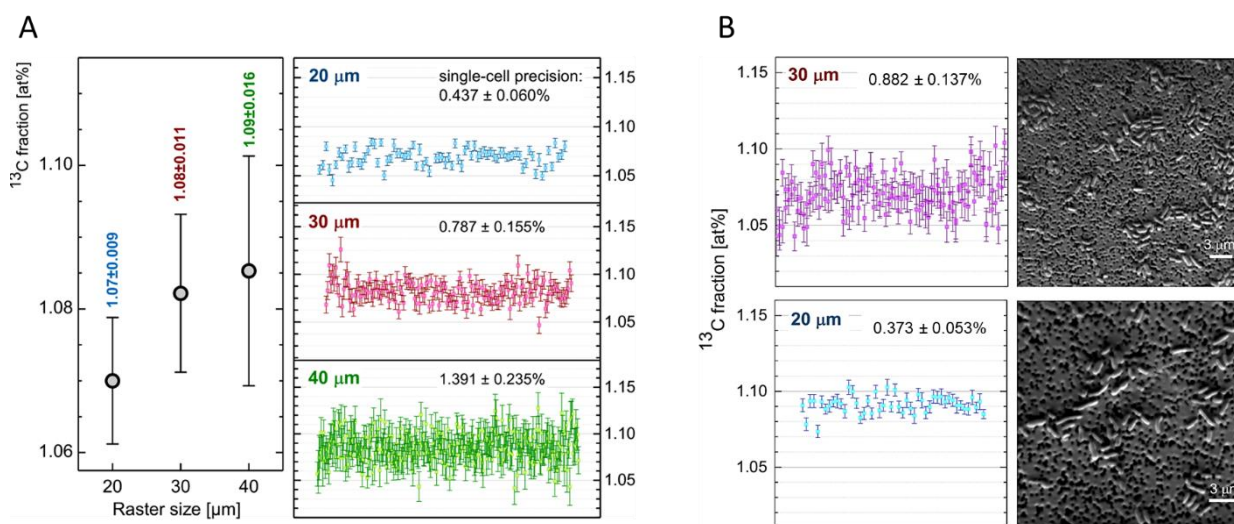 A
¹³C fraction [at%]
1.10
1.08
1.06
1.07±0.009
1.08±0.011
1.09±0.016
20
30
40
Raster size [µm]
20 µm
single-cell precision:
0.437 ± 0.060%
1.15
1.10
1.05
30 µm
0.787 ± 0.155%
1.10
1.05
40 µm
1.391 ± 0.235%
1.15
1.10
1.05
B
¹³C fraction [at%]
1.15
1.10
1.05
30 µm
0.882 ± 0.137%
3 µm
1.15
1.10
1.05
20 µm
0.373 ± 0.053%
3 µm